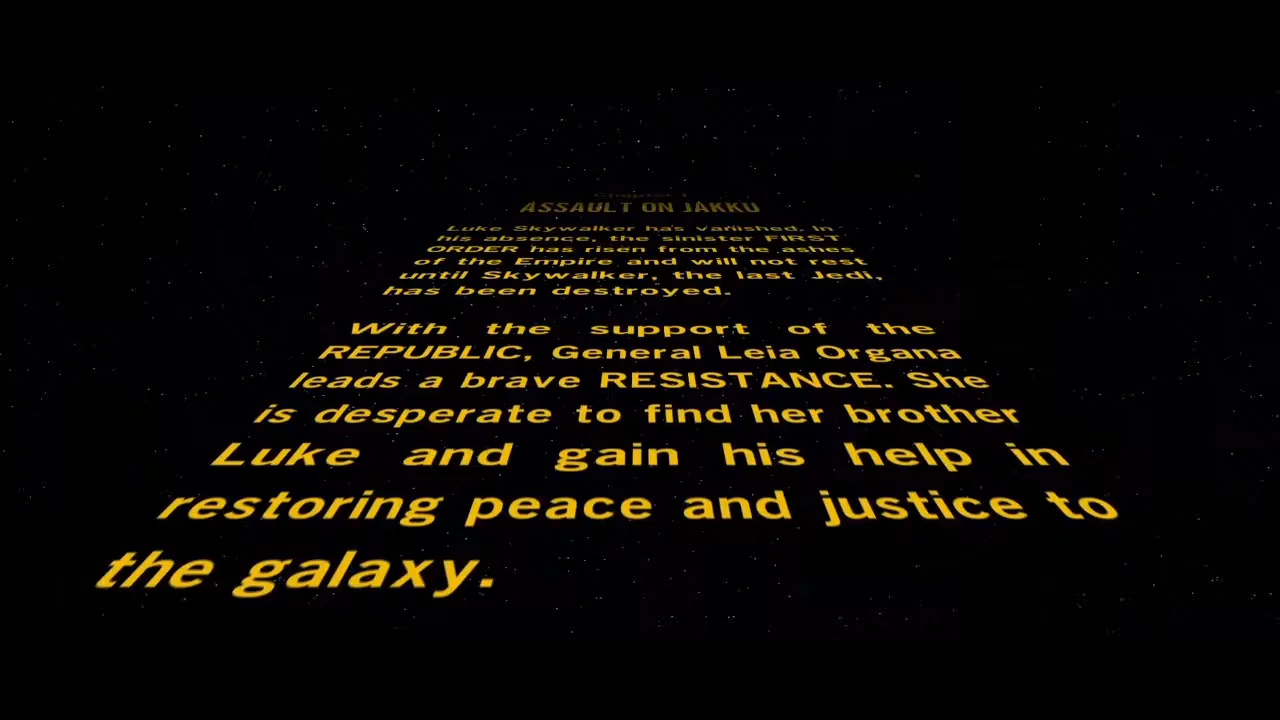 Chapter I
ASSAULT ON JAKKU
Luke Skywalker has vanished. In
his absence, the sinister FIRST
ORDER has risen from the ashes
of the Empire and will not rest
until Skywalker, the last Jedi,
has been destroyed.
With the support of the
REPUBLIC, General Leia Organa
leads a brave RESISTANCE. She
is desperate to find her brother
Luke and gain his help in
restoring peace and justice to
the galaxy.